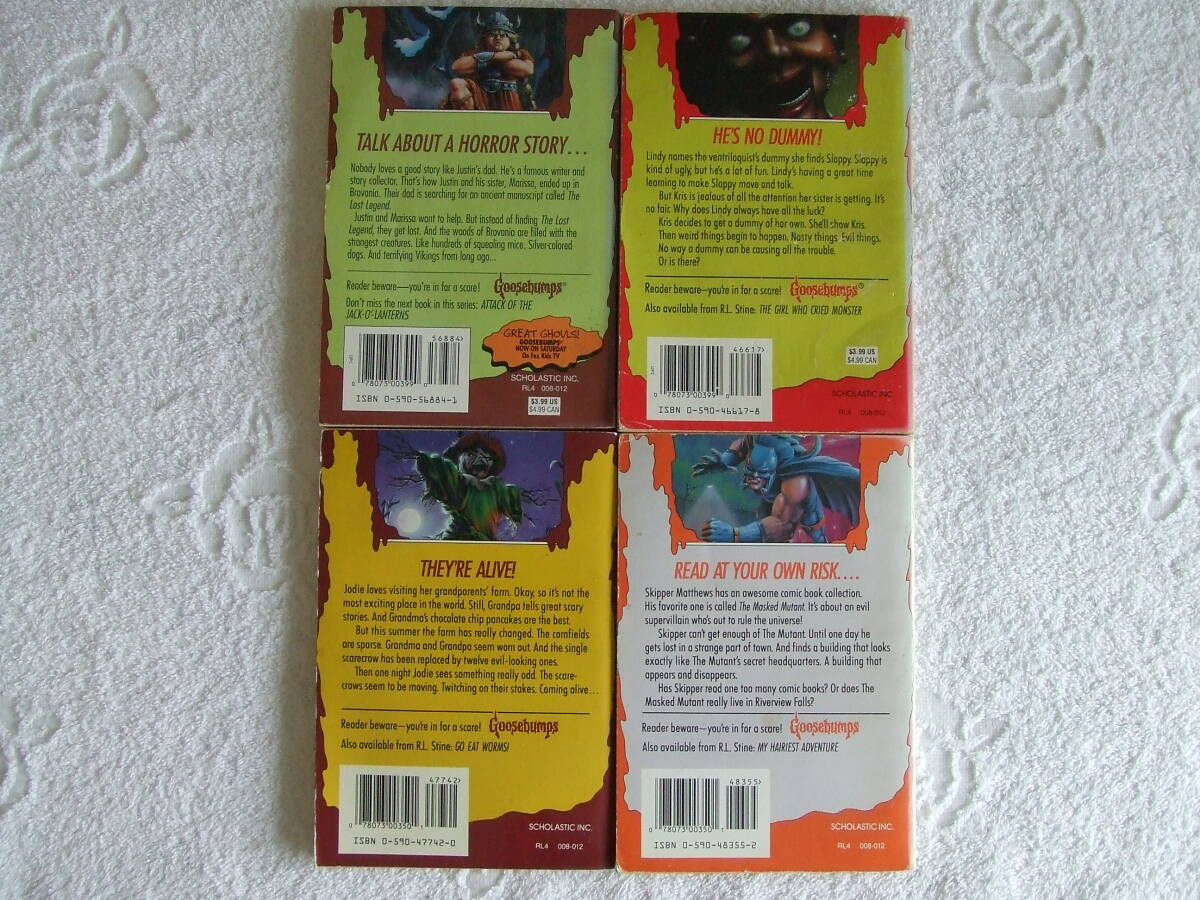 TALK ABOUT A HORROR STORY...
Nobody loves a good story like Justin's dad. He's a famous writer and
story collector. That's how Justin and his sister, Marissa, ended up in
Brovania. Their dad is searching for an ancient manuscript called The
Lost Legend.
Justin and Marissa want to help. But instead of finding The Lost
Legend, they get lost. And the woods of Brovania are filled with the
strangest creatures. Like hundreds of squealing mice. Silver-colored
dogs. And terrifying Vikings from long ago...
Reader beware—you're in for a scare! Goosebumps®
Don't miss the next book in this series: ATTACK OF THE
JACK-O'-LANTERNS
56884>
0 78073 00399 0
ISBN 0-590-56884-1
GREAT GHOULS!
GOOSEBUMPS®
NOW ON SATURDAY
On Fox Kids TV
SCHOLASTIC INC.
RL4 008-012
$3.99 US
$4.99 CAN
HE'S NO DUMMY!
Lindy names the ventriloquist's dummy she finds Slappy. Slappy is
kind of ugly, but he's a lot of fun. Lindy's having a great time
learning to make Slappy move and talk.
But Kris is jealous of all the attention her sister is getting. It's
no fair. Why does Lindy always have all the luck?
Kris decides to get a dummy of her own. She'll show Kris.
Then weird things begin to happen. Nasty things. Evil things.
No way a dummy can be causing all the trouble.
Or is there?
Reader beware—you're in for a scare! Goosebumps®
Also available from R.L. Stine: THE GIRL WHO CRIED MONSTER
46617>
0 78073 00399 0
ISBN 0-590-46617-8
$3.99 US
$4.99 CAN
SCHOLASTIC INC.
RL4 008-012
THEY'RE ALIVE!
Jodie loves visiting her grandparents' farm. Okay, so it's not the
most exciting place in the world. Still, Grandpa tells great scary
stories. And Grandma's chocolate chip pancakes are the best.
But this summer the farm has really changed. The cornfields
are sparse. Grandma and Grandpa seem worn out. And the single
scarecrow has been replaced by twelve evil-looking ones.
Then one night Jodie sees something really odd. The scare-
crows seem to be moving. Twitching on their stakes. Coming alive...
Reader beware—you're in for a scare! Goosebumps
Also available from R.L. Stine: GO EAT WORMS!
47742>
0 78073 00350 1
ISBN 0-590-47742-0
SCHOLASTIC INC.
RL4 008-012
READ AT YOUR OWN RISK....
Skipper Matthews has an awesome comic book collection.
His favorite one is called The Masked Mutant. It's about an evil
supervillain who's out to rule the universe!
Skipper can't get enough of The Mutant. Until one day he
gets lost in a strange part of town. And finds a building that looks
exactly like The Mutant's secret headquarters. A building that
appears and disappears.
Has Skipper read one too many comic books? Or does The
Masked Mutant really live in Riverview Falls?
Reader beware—you're in for a scare! Goosebumps
Also available from R.L. Stine: MY HAIRIEST ADVENTURE
48355>
0 78073 00350 1
ISBN 0-590-48355-2
SCHOLASTIC INC.
RL4 008-012